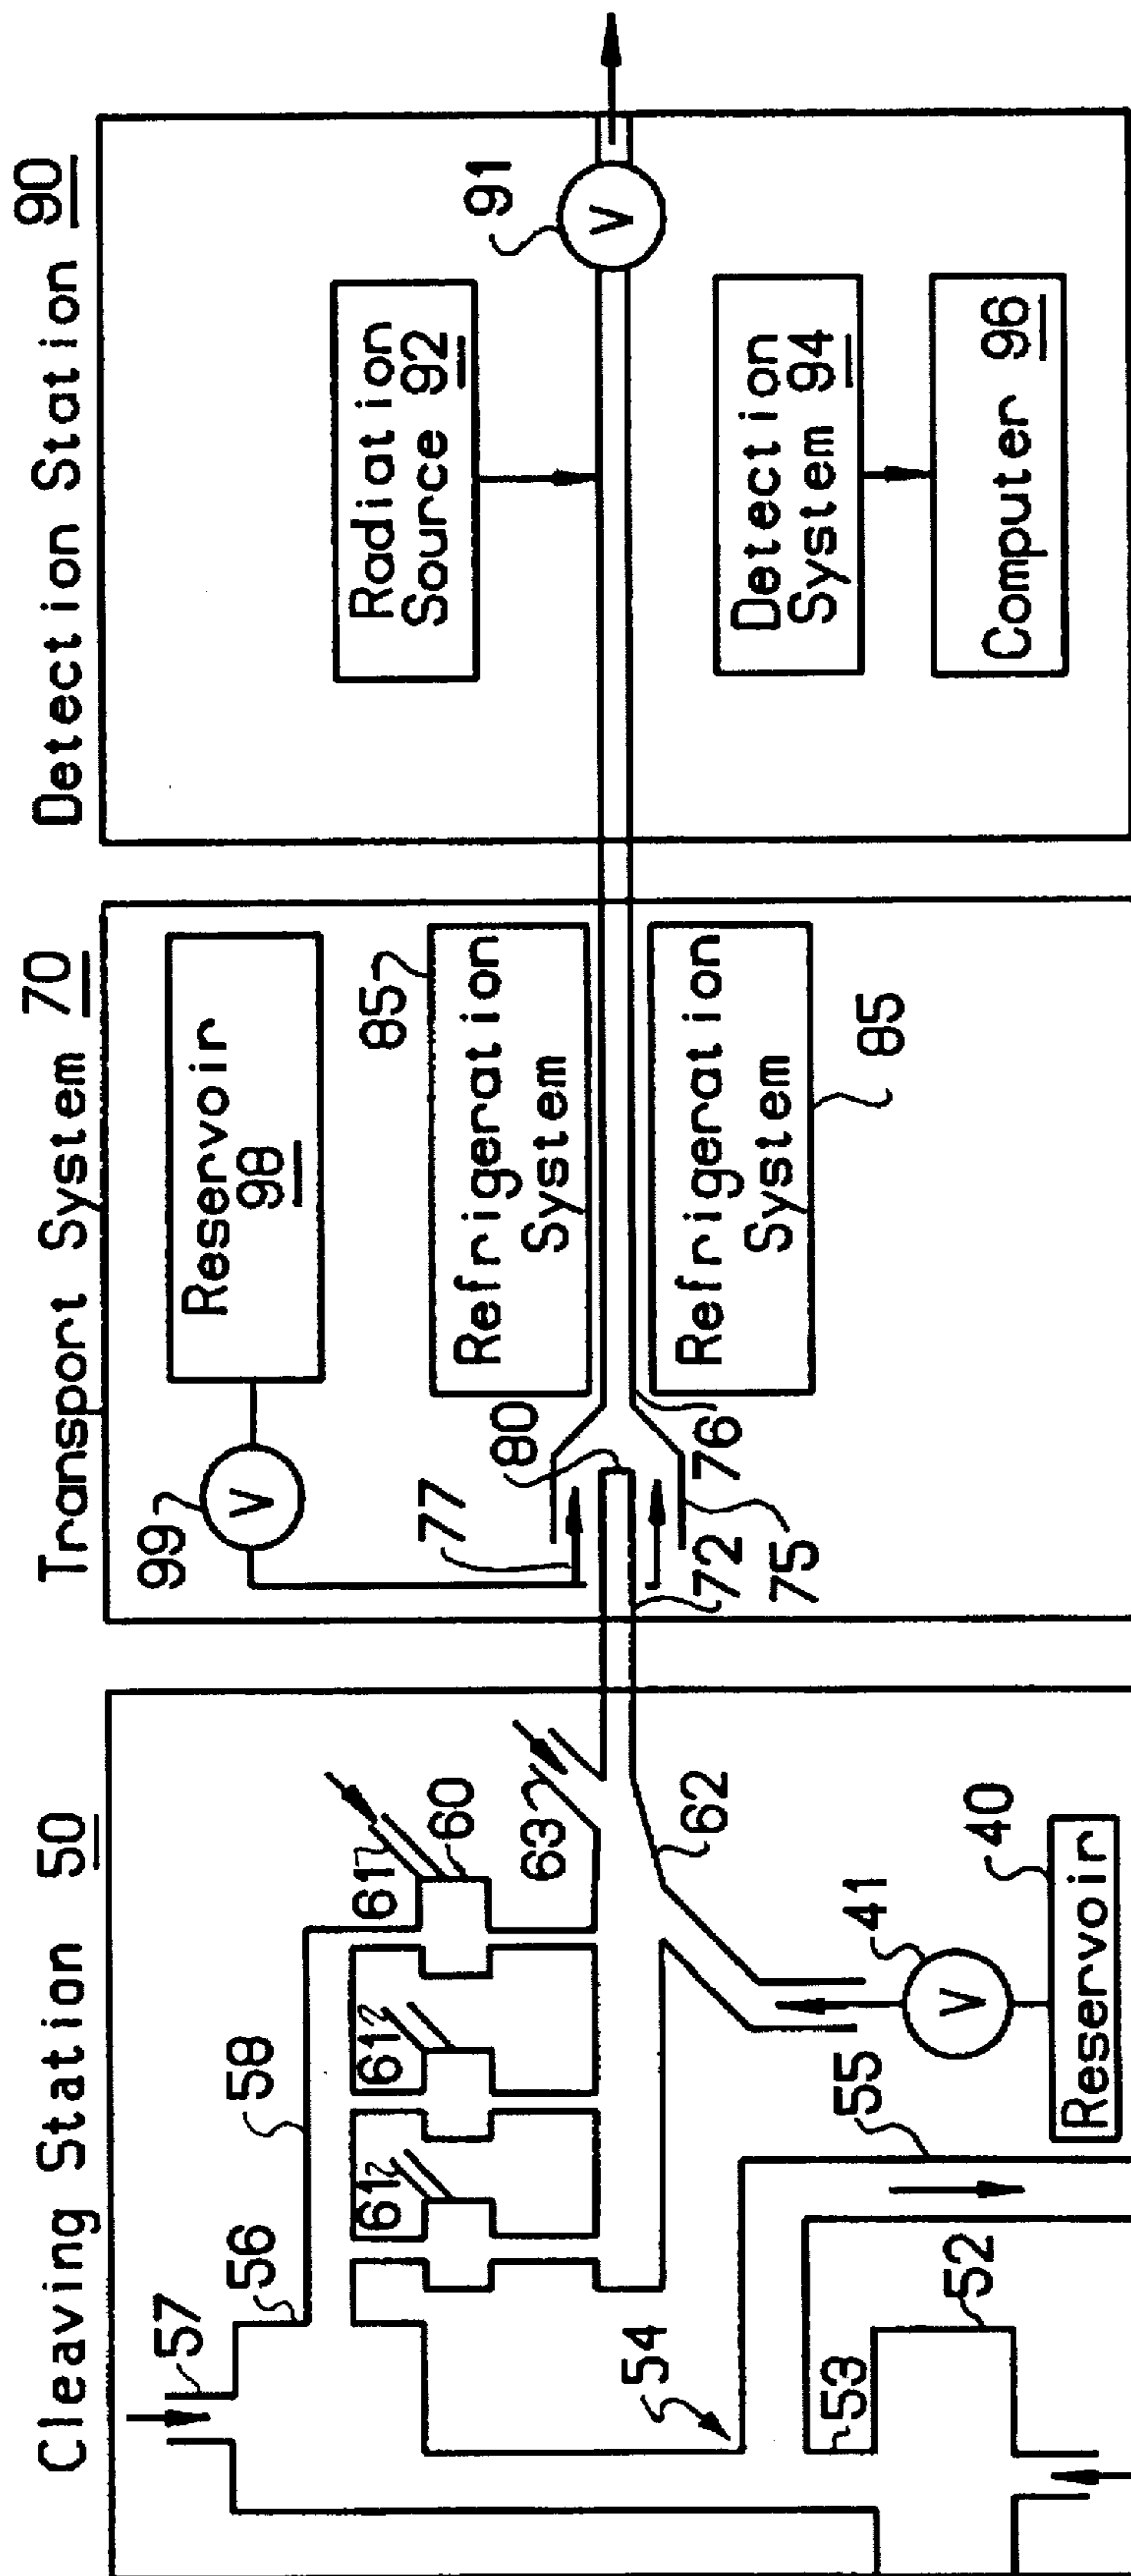 Cleaving Station 50
57
56
58
61
61
61
60
63
62
54
53
52
55
41
40
Reservoir
Transport System 70
99
V
Reservoir
98
77
80
85
Refrigeration
System
72
75
76
Refrigeration
System
85
V
Detection Station 90
91
V
Radiation
Source 92
Detection
System 94
Computer 96